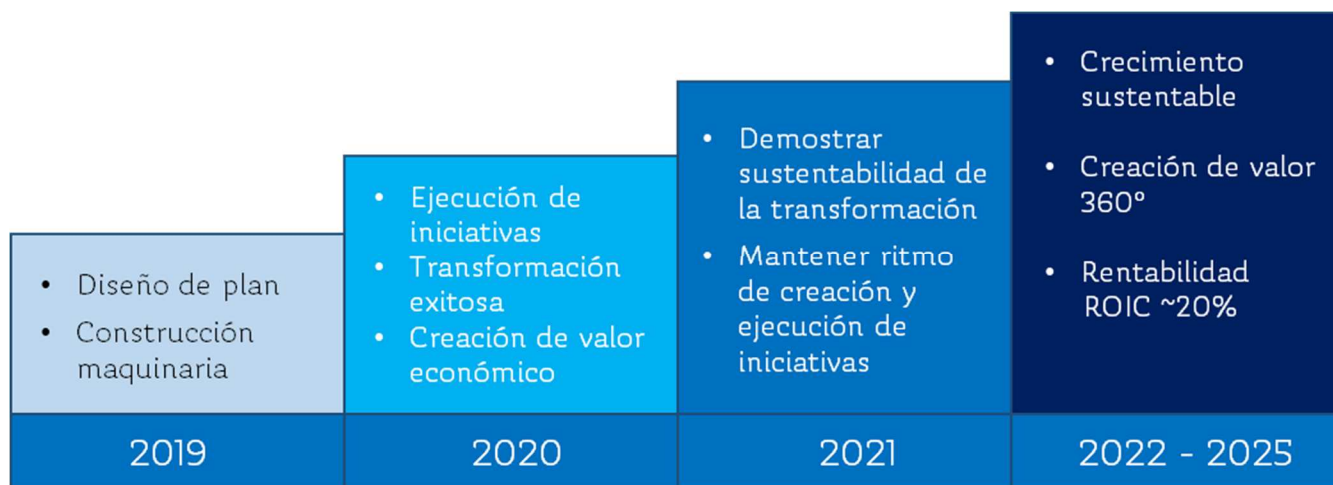 • Diseño de plan
• Construcción
maquinaria
2019
• Ejecución de
iniciativas
• Transformación
exitosa
• Creación de valor
económico
2020
• Demostrar
sustentabilidad de
la transformación
• Mantener ritmo
de creación y
ejecución de
iniciativas
2021
• Crecimiento
sustentable
• Creación de valor
360°
• Rentabilidad
ROIC ~20%
2022 - 2025